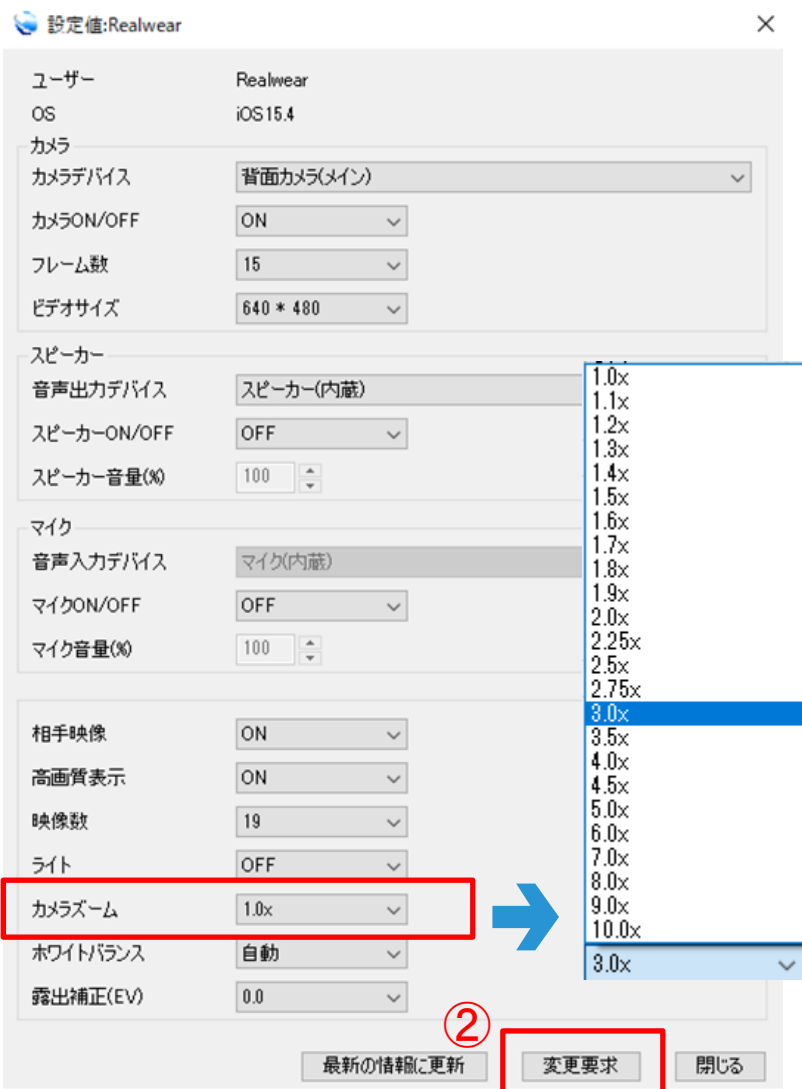 設定値:Realwear
ユーザー Realwear
OS iOS15.4
カメラ
カメラデバイス 背面カメラ(メイン)
カメラON/OFF ON
フレーム数 15
ビデオサイズ 640 * 480
スピーカー
音声出力デバイス スピーカー(内蔵)
スピーカーON/OFF OFF
スピーカー音量(%) 100
マイク
音声入力デバイス マイク(内蔵)
マイクON/OFF OFF
マイク音量(%) 100
相手映像 ON
高画質表示 ON
映像数 19
ライト OFF
カメラズーム 1.0x
ホワイトバランス 自動
露出補正(EV) 0.0
1.0x
1.1x
1.2x
1.3x
1.4x
1.5x
1.6x
1.7x
1.8x
1.9x
2.0x
2.25x
2.5x
2.75x
3.0x
3.5x
4.0x
4.5x
5.0x
6.0x
7.0x
8.0x
9.0x
10.0x
3.0x
②
最新の情報に更新 変更要求 閉じる